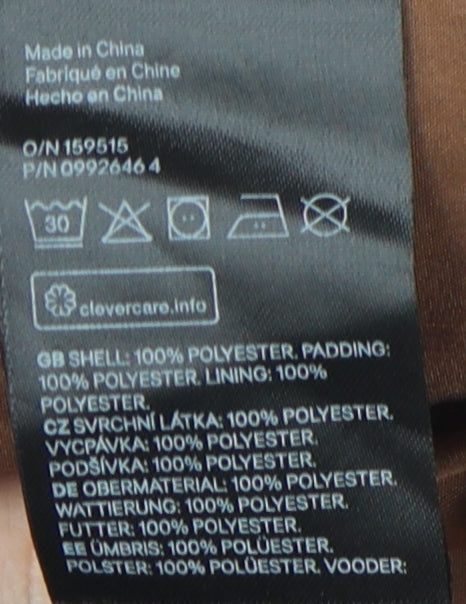 Made in China
Fabriqué en Chine
Hecho en China
O/N 159515
P/N 09926464
30
clevercare.info
GB SHELL: 100% POLYESTER. PADDING:
100% POLYESTER. LINING: 100%
POLYESTER.
CZ SVRCHNÍ LÁTKA: 100% POLYESTER.
VYCPÁVKA: 100% POLYESTER.
PODŠÍVKA: 100% POLYESTER.
DE OBERMATERIAL: 100% POLYESTER.
WATTIERUNG: 100% POLYESTER.
FUTTER: 100% POLYESTER.
EE ÜMBRIS: 100% POLÜESTER.
POLSTER: 100% POLÜESTER. VOODER: